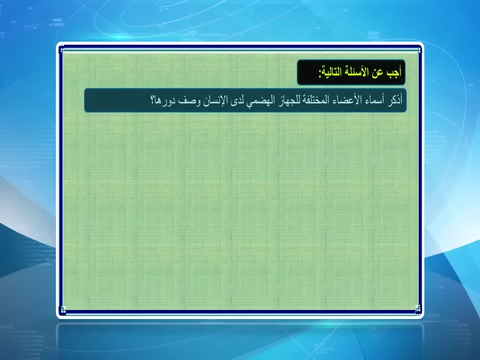 أجب عن الأسئلة التالية:
أذكر أسماء الأعضاء المختلفة للجهاز الهضمي لدى الإنسان وصف دورها؟